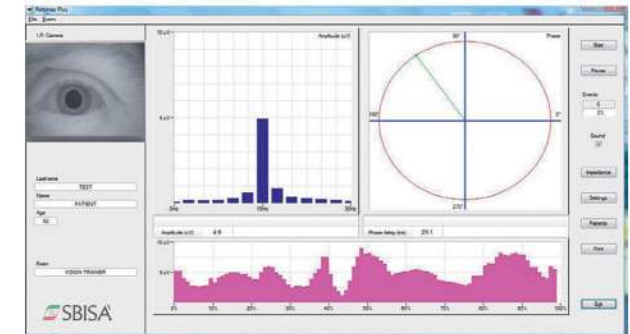 Retimax Plus
File Exam
I.R. Camera
Lastname
TEST
Name
PATIENT
Age
Exam
VISION TRAINER
SBISA
10 uV
Amplitude (uV)
5 uV
0Hz
15Hz
30Hz
90°
Phase
180°
0°
270°
Amplitude (uV) 4.9
Phase delay (ms)
10 uV
5 uV
0%
10%
20%
30%
40%
50%
60%
70%
80%
90%
100%
Start
Pause
Events
0
0%
Sound
Impedance
Settings
Patients
Print
Exit